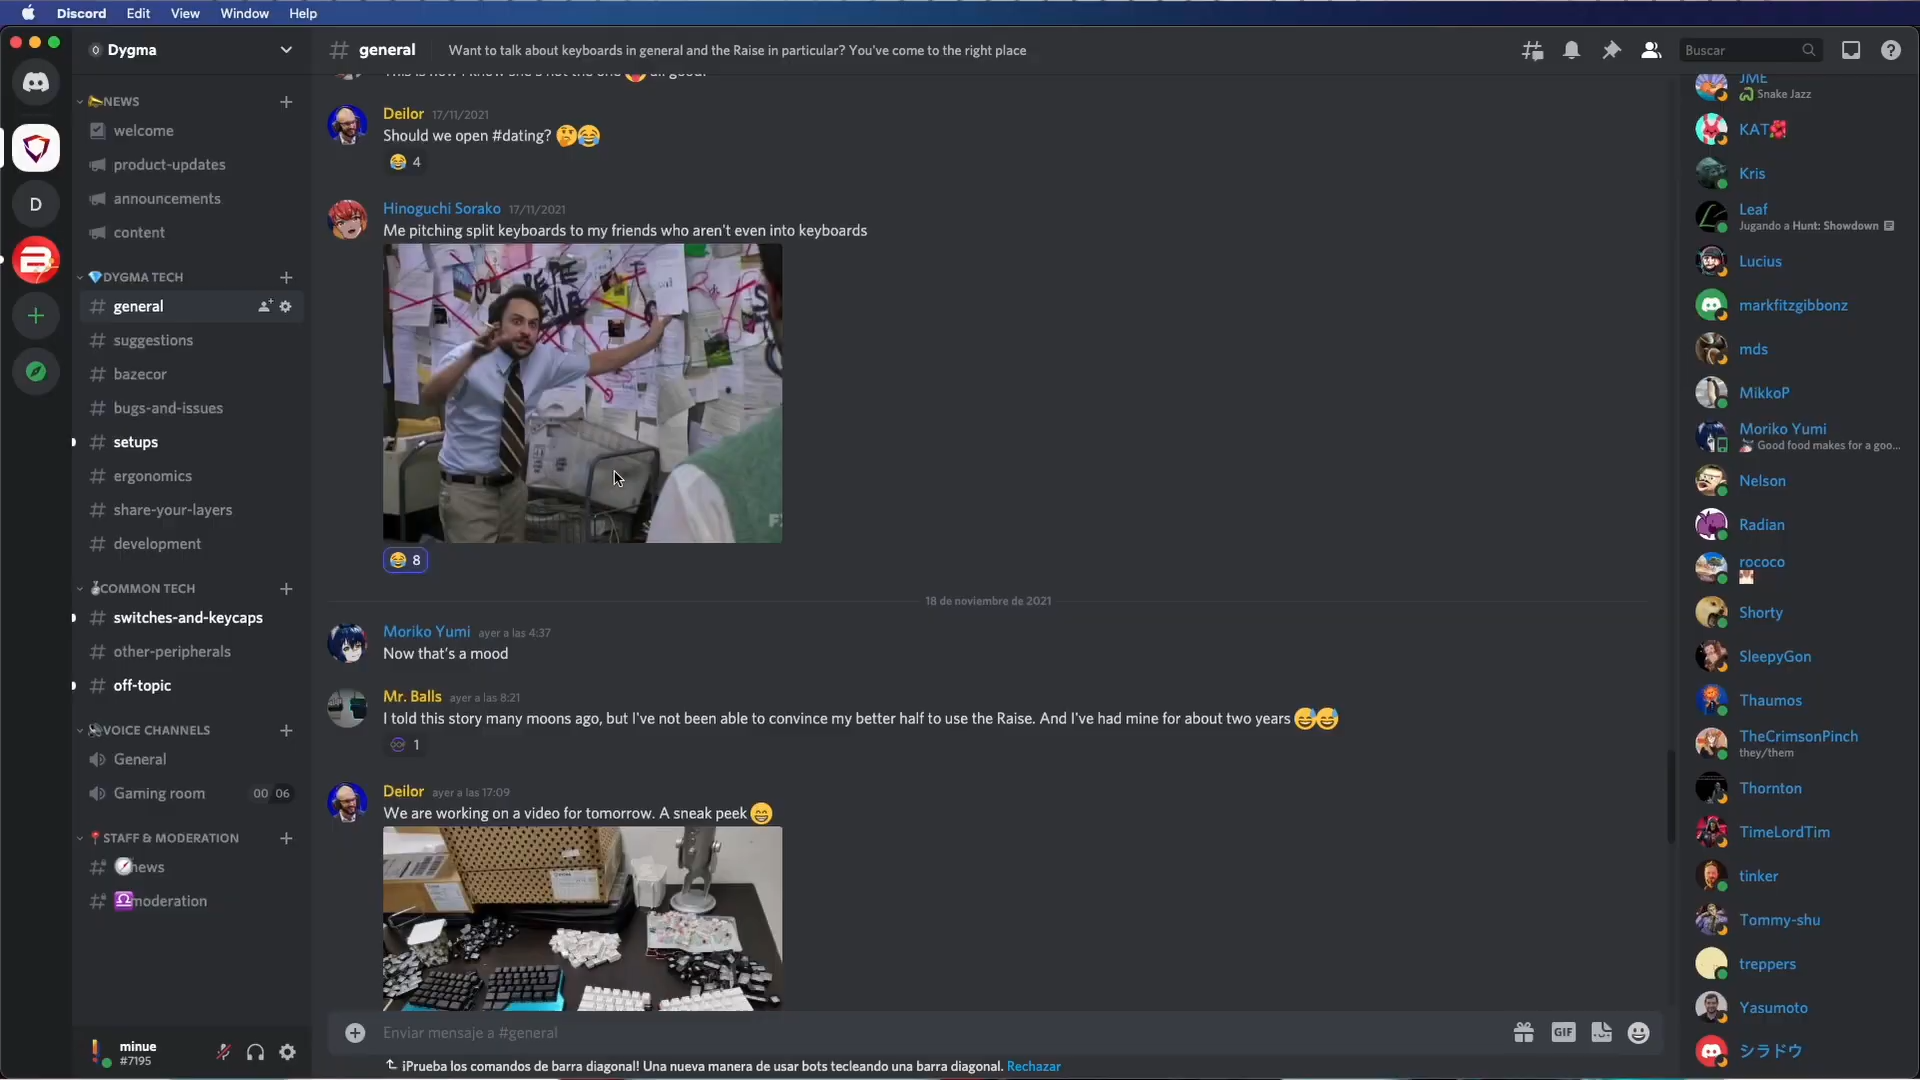 Discord Edit View Window Help
Dygma
general
Want to talk about keyboards in general and the Raise in particular? You've come to the right place
Buscar
NEWS
welcome
product-updates
announcements
content
D
DYGMA TECH
general
suggestions
bazecor
bugs-and-issues
setups
ergonomics
share-your-layers
development
COMMON TECH
switches-and-keycaps
other-peripherals
off-topic
VOICE CHANNELS
General
Gaming room 00 06
STAFF & MODERATION
news
moderation
minue
#7195
Deilor 17/11/2021
Should we open #dating?
4
Hinoguchi Sorako 17/11/2021
Me pitching split keyboards to my friends who aren't even into keyboards
8
18 de noviembre de 2021
Moriko Yumi ayer a las 4:37
Now that's a mood
Mr. Balls ayer a las 8:21
I told this story many moons ago, but I've not been able to convince my better half to use the Raise. And I've had mine for about two years
1
Deilor ayer a las 17:09
We are working on a video for tomorrow. A sneak peek
Enviar mensaje a #general
GIF
¡Prueba los comandos de barra diagonal! Una nueva manera de usar bots tecleando una barra diagonal. Rechazar
JME
Snake Jazz
KAT
Kris
Leaf
Jugando a Hunt: Showdown
Lucius
markfitzgibbonz
mds
MikkoP
Moriko Yumi
Good food makes for a goo...
Nelson
Radian
rococo
Shorty
SleepyGon
Thaumos
TheCrimsonPinch
they/them
Thornton
TimeLordTim
tinker
Tommy-shu
treppers
Yasumoto
シラドウ